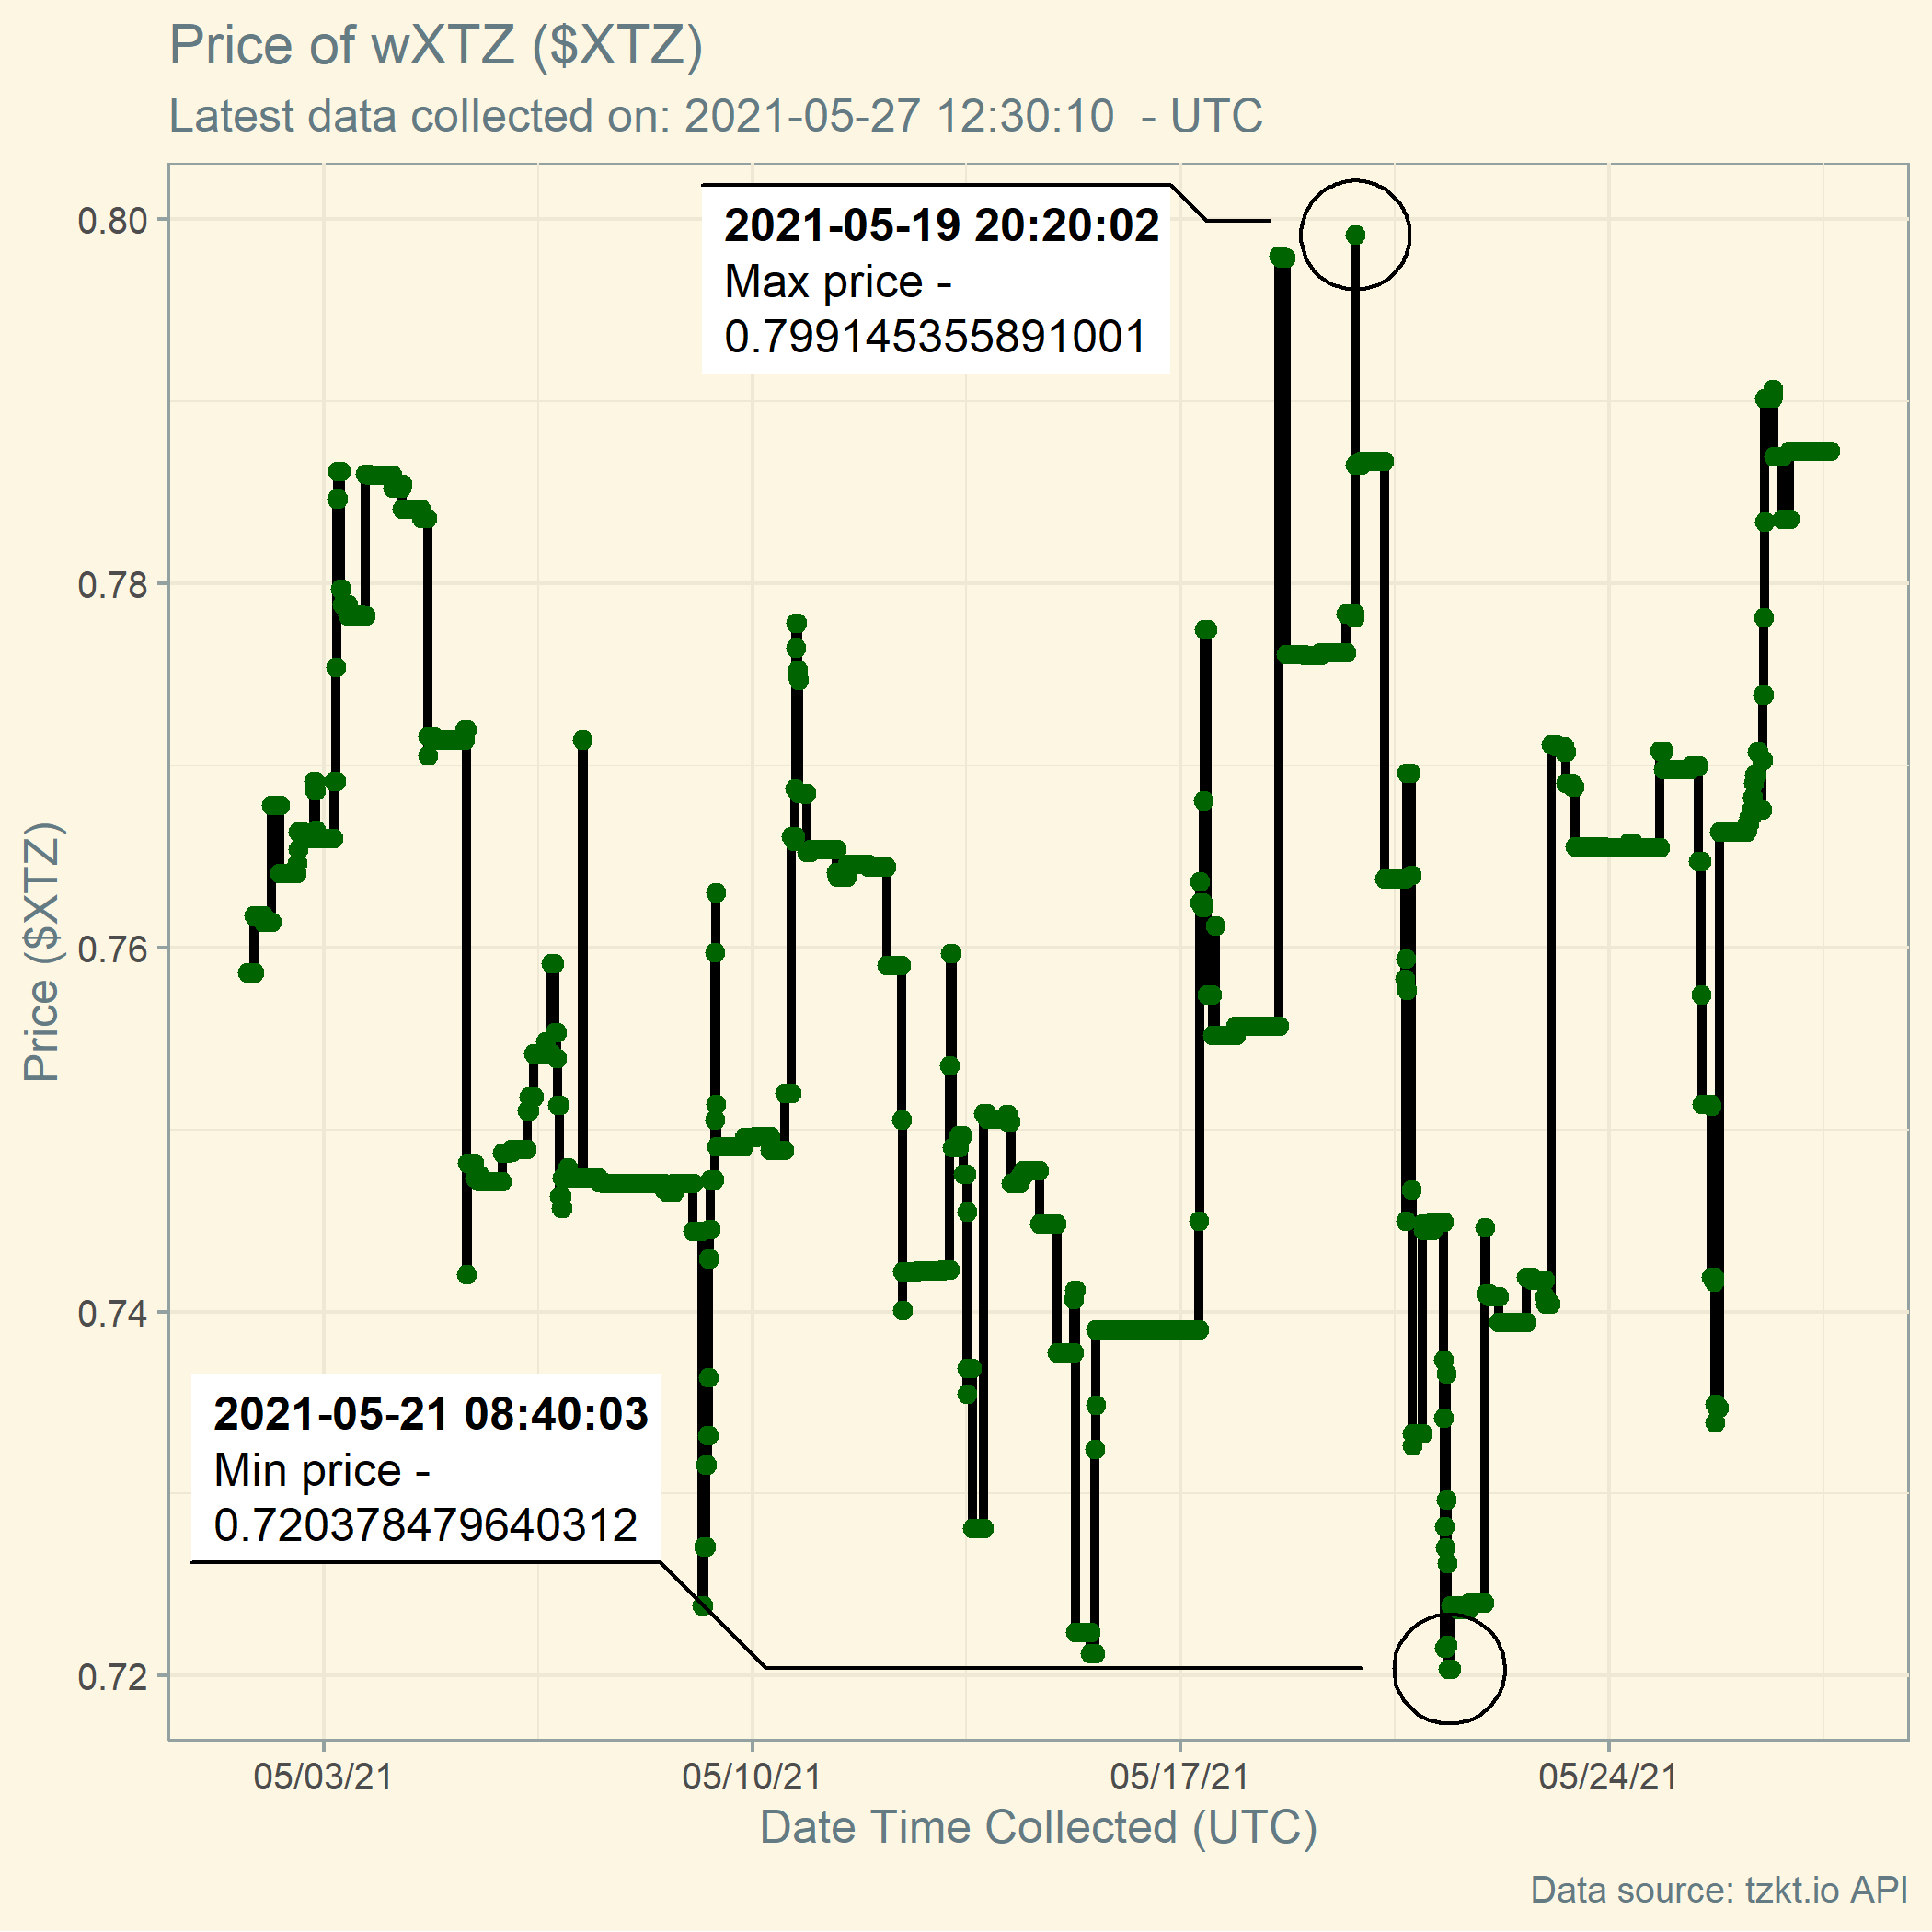 Price of wXTZ ($XTZ)
Latest data collected on: 2021-05-27 12:30:10  - UTC
0.80
0.78
0.76
0.74
0.72
Price ($XTZ)
2021-05-19 20:20:02
Max price -
0.799145355891001
2021-05-21 08:40:03
Min price -
0.720378479640312
05/03/21
05/10/21
05/17/21
05/24/21
Date Time Collected (UTC)
Data source: tzkt.io API